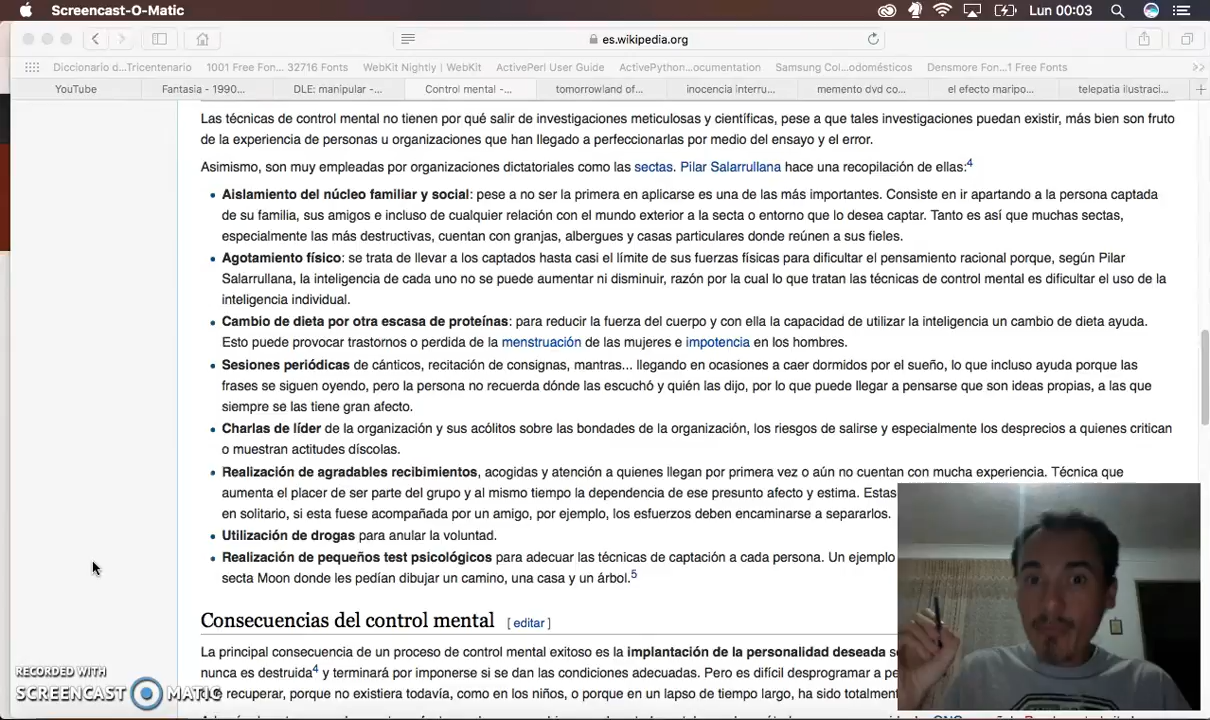 Screencast-O-Matic Lun 00:03
es.wikipedia.org
Diccionario d...Tricentenario 1001 Free Fon... 32716 Fonts WebKit Nightly | WebKit ActivePerl User Guide ActivePython...ocumentation Samsung Col...odomésticos Densmore Fon...1 Free Fonts >>
YouTube Fantasia - 1990... DLE: manipular -... Control mental -... tomorrowland of... inocencia interru... memento dvd co... el efecto maripo... telepatia ilustraci...
Las técnicas de control mental no tienen por qué salir de investigaciones meticulosas y científicas, pese a que tales investigaciones puedan existir, más bien son fruto
de la experiencia de personas u organizaciones que han llegado a perfeccionarlas por medio del ensayo y el error.
Asimismo, son muy empleadas por organizaciones dictatoriales como las sectas. Pilar Salarrullana hace una recopilación de ellas:4
• Aislamiento del núcleo familiar y social: pese a no ser la primera en aplicarse es una de las más importantes. Consiste en ir apartando a la persona captada
de su familia, sus amigos e incluso de cualquier relación con el mundo exterior a la secta o entorno que lo desea captar. Tanto es así que muchas sectas,
especialmente las más destructivas, cuentan con granjas, albergues y casas particulares donde reúnen a sus fieles.
• Agotamiento físico: se trata de llevar a los captados hasta casi el límite de sus fuerzas físicas para dificultar el pensamiento racional porque, según Pilar
Salarrullana, la inteligencia de cada uno no se puede aumentar ni disminuir, razón por la cual lo que tratan las técnicas de control mental es dificultar el uso de la
inteligencia individual.
• Cambio de dieta por otra escasa de proteínas: para reducir la fuerza del cuerpo y con ella la capacidad de utilizar la inteligencia un cambio de dieta ayuda.
Esto puede provocar trastornos o perdida de la menstruación de las mujeres e impotencia en los hombres.
• Sesiones periódicas de cánticos, recitación de consignas, mantras... llegando en ocasiones a caer dormidos por el sueño, lo que incluso ayuda porque las
frases se siguen oyendo, pero la persona no recuerda dónde las escuchó y quién las dijo, por lo que puede llegar a pensarse que son ideas propias, a las que
siempre se las tiene gran afecto.
• Charlas de líder de la organización y sus acólitos sobre las bondades de la organización, los riesgos de salirse y especialmente los desprecios a quienes critican
o muestran actitudes díscolas.
• Realización de agradables recibimientos, acogidas y atención a quienes llegan por primera vez o aún no cuentan con mucha experiencia. Técnica que
aumenta el placer de ser parte del grupo y al mismo tiempo la dependencia de ese presunto afecto y estima. Estas
en solitario, si esta fuese acompañada por un amigo, por ejemplo, los esfuerzos deben encaminarse a separarlos.
• Utilización de drogas para anular la voluntad.
• Realización de pequeños test psicológicos para adecuar las técnicas de captación a cada persona. Un ejemplo
secta Moon donde les pedían dibujar un camino, una casa y un árbol.5
Consecuencias del control mental [ editar ]
La principal consecuencia de un proceso de control mental exitoso es la implantación de la personalidad deseada
nunca es destruida4 y terminará por imponerse si se dan las condiciones adecuadas. Pero es difícil desprogramar a
recuperar, porque no existiera todavía, como en los niños, o porque en un lapso de tiempo largo, ha sido
RECORDED WITH
SCREENCAST MATIC